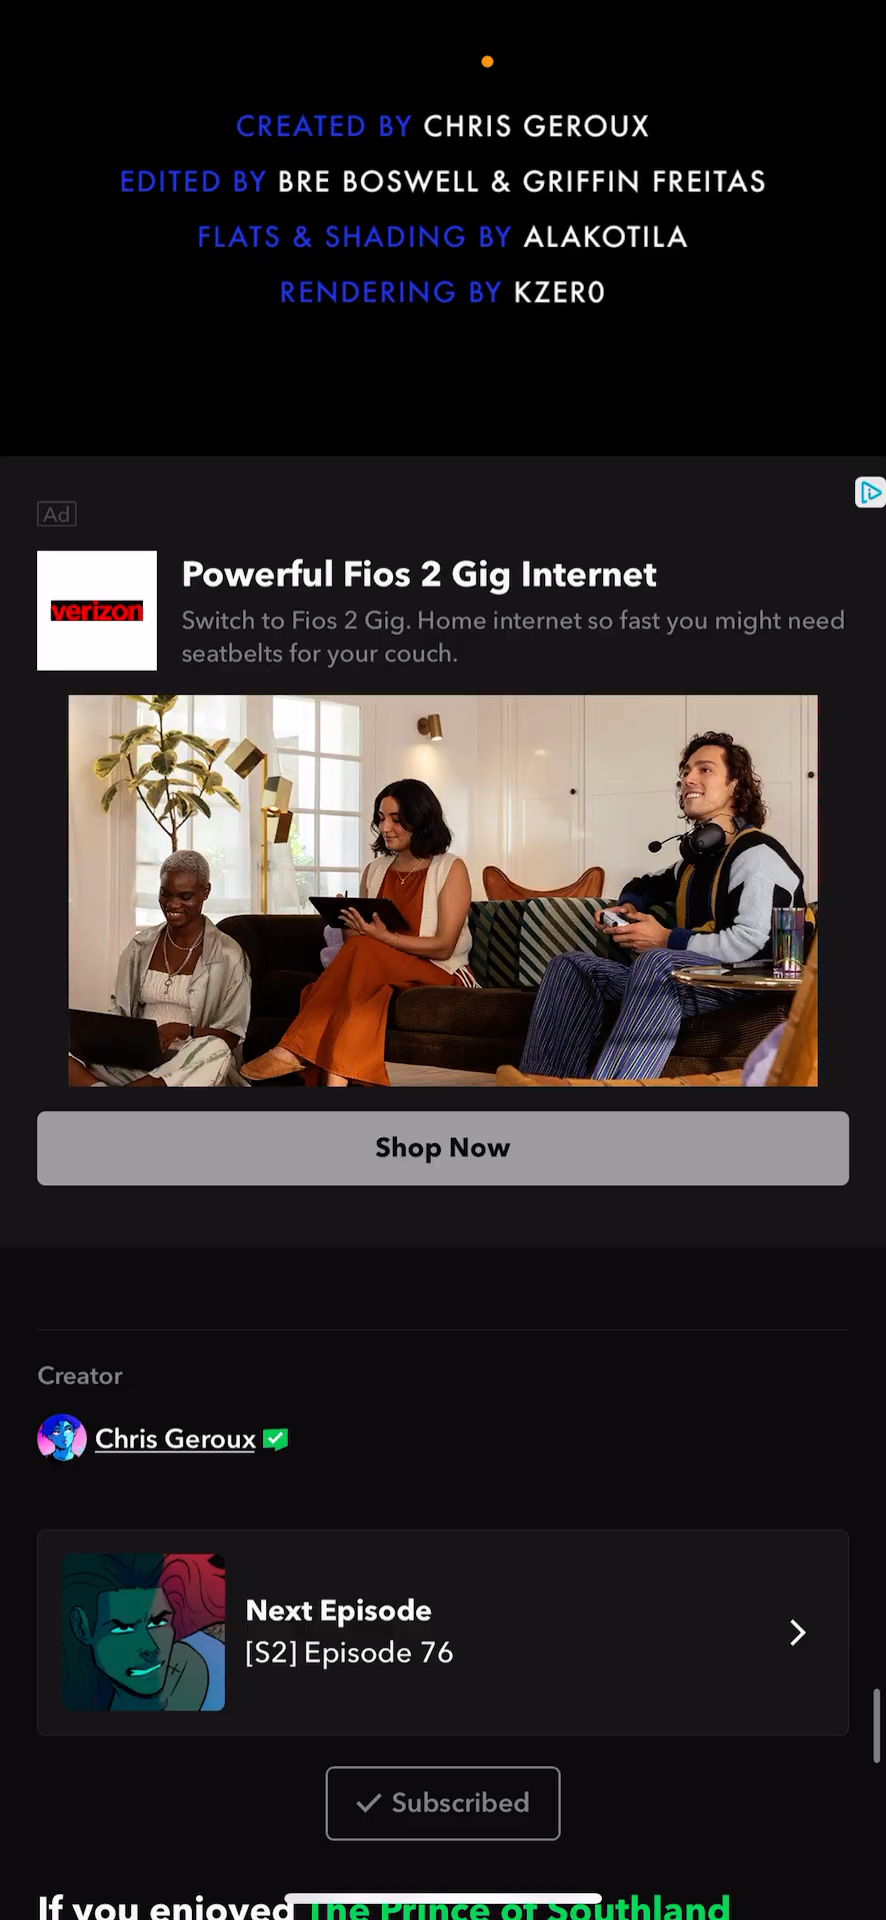 CREATED BY CHRIS GEROUX
EDITED BY BRE BOSWELL & GRIFFIN FREITAS
FLATS & SHADING BY ALAKOTILA
RENDERING BY KZER0
Ad
verizon
Powerful Fios 2 Gig Internet
Switch to Fios 2 Gig. Home internet so fast you might need
seatbelts for your couch.
Shop Now
Creator
Chris Geroux
Next Episode
[S2] Episode 76
Subscribed
If you enjoyed The Prince of Southland